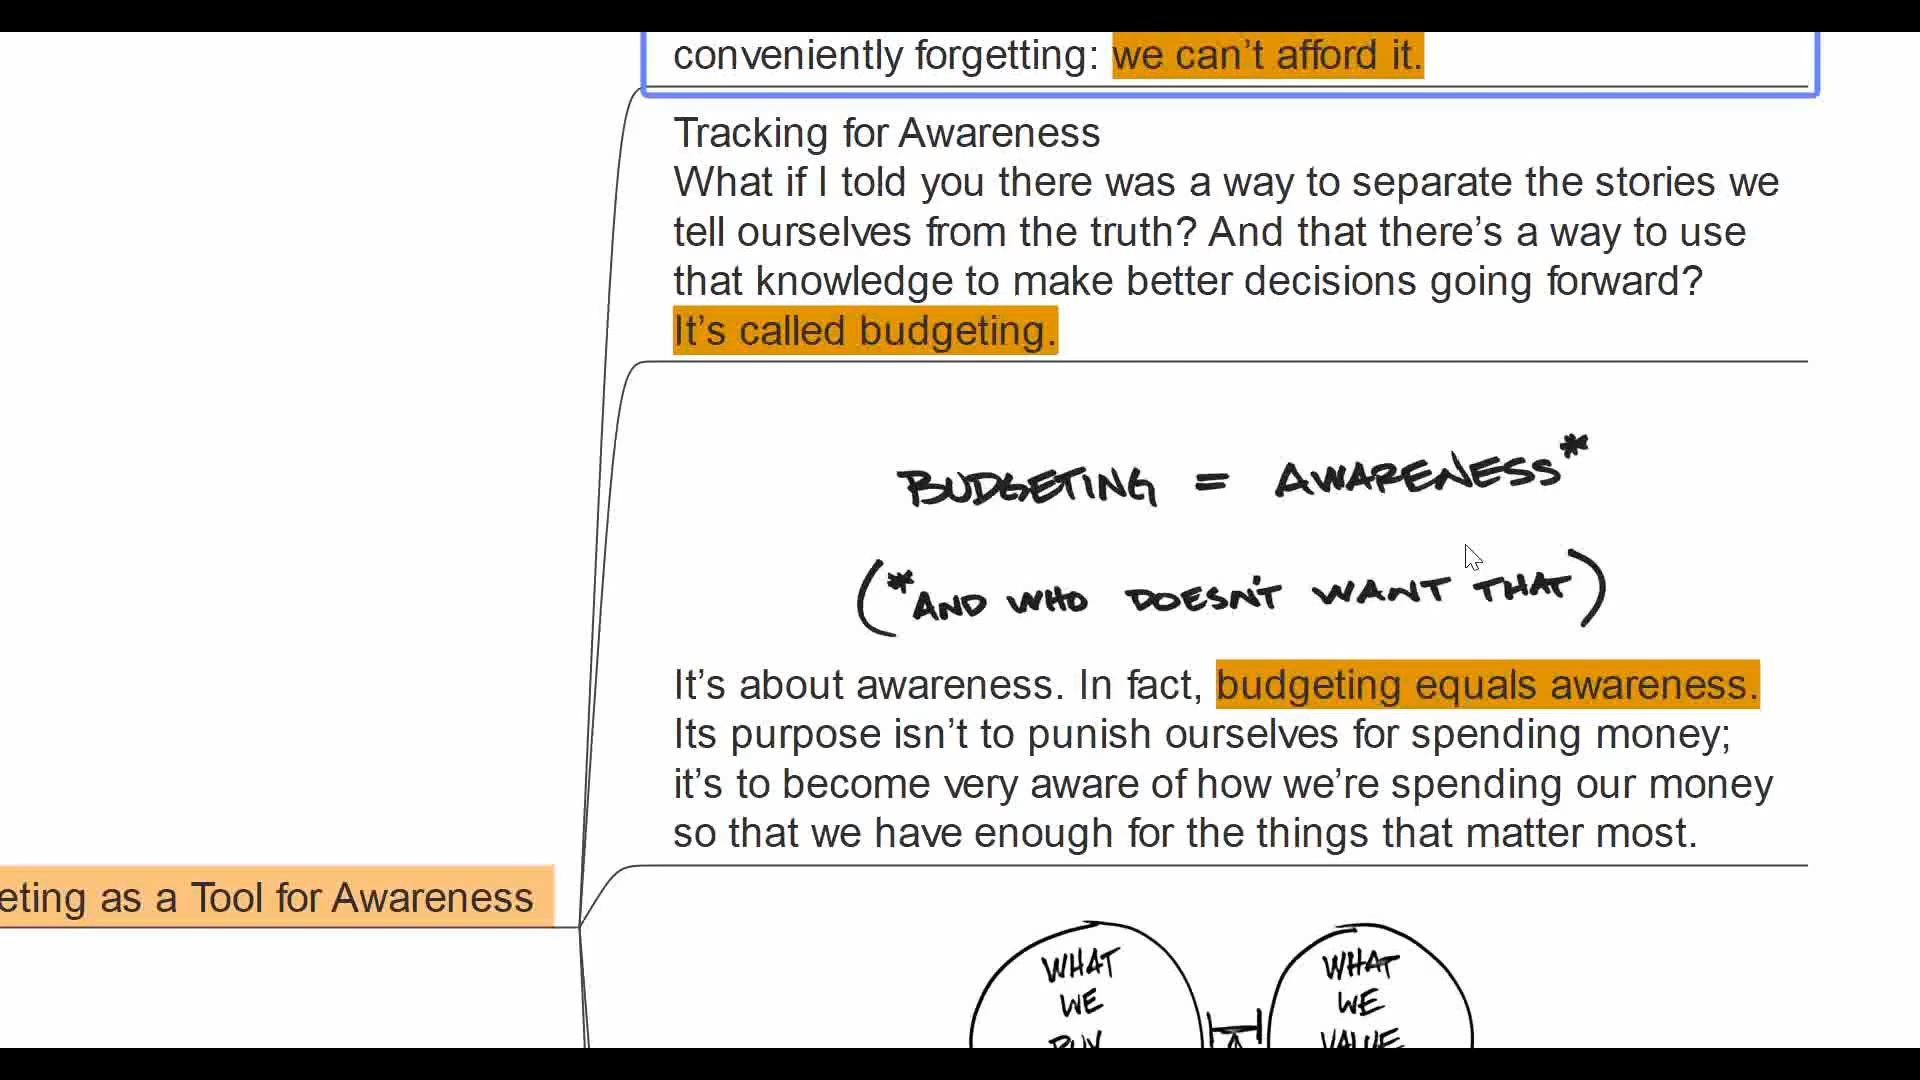 conveniently forgetting: we can’t afford it.
Tracking for Awareness
What if I told you there was a way to separate the stories we
tell ourselves from the truth? And that there’s a way to use
that knowledge to make better decisions going forward?
It’s called budgeting.
BUDGETING = AWARENESS*
(*AND WHO DOESN'T WANT THAT)
It’s about awareness. In fact, budgeting equals awareness.
Its purpose isn’t to punish ourselves for spending money;
it’s to become very aware of how we’re spending our money
so that we have enough for the things that matter most.
eting as a Tool for Awareness
WHAT
WE
BUY
WHAT
WE
VALUE